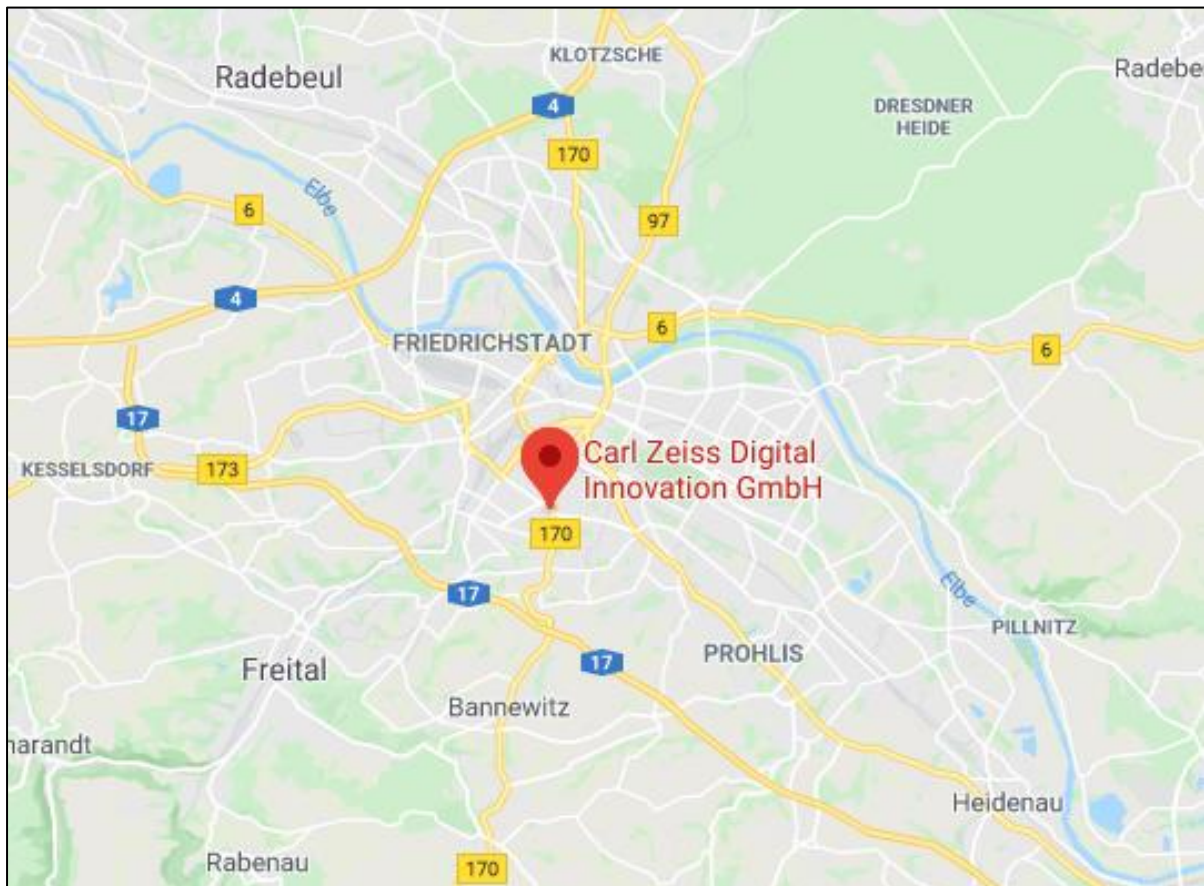 KLOTZSCHE
Radebeul
Radebe
4
DRESDNER
HEIDE
170
Elbe
6
97
4
6
FRIEDRICHSTADT
6
17
Carl Zeiss Digital
Innovation GmbH
KESSELSDORF
173
170
17
Elbe
PILLNITZ
PROHLIS
17
Freital
Bannewitz
harandt
Heidenau
Rabenau
170